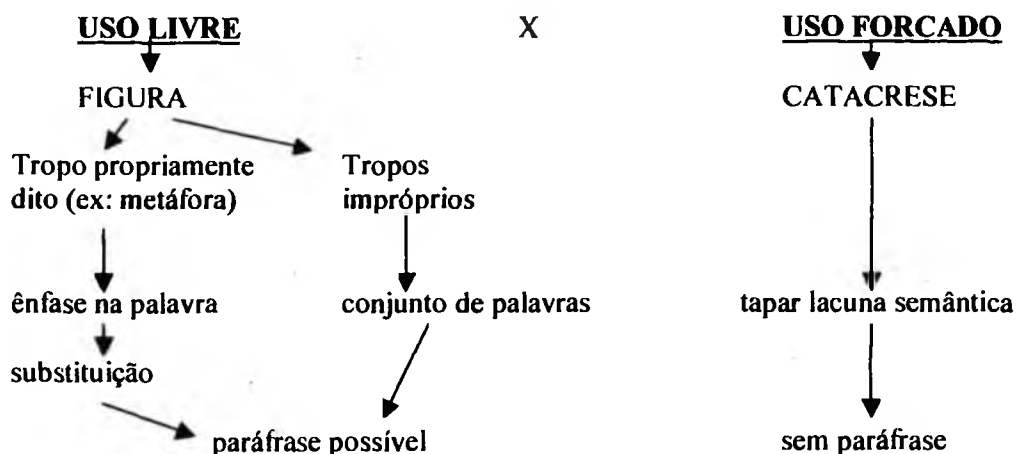 USO LIVRE
X
USO FORCADO
FIGURA
CATACRESE
Tropo propriamente
dito (ex: metáfora)
Tropos
impróprios
ênfase na palavra
conjunto de palavras
tapar lacuna semântica
substituição
paráfrase possível
sem paráfrase